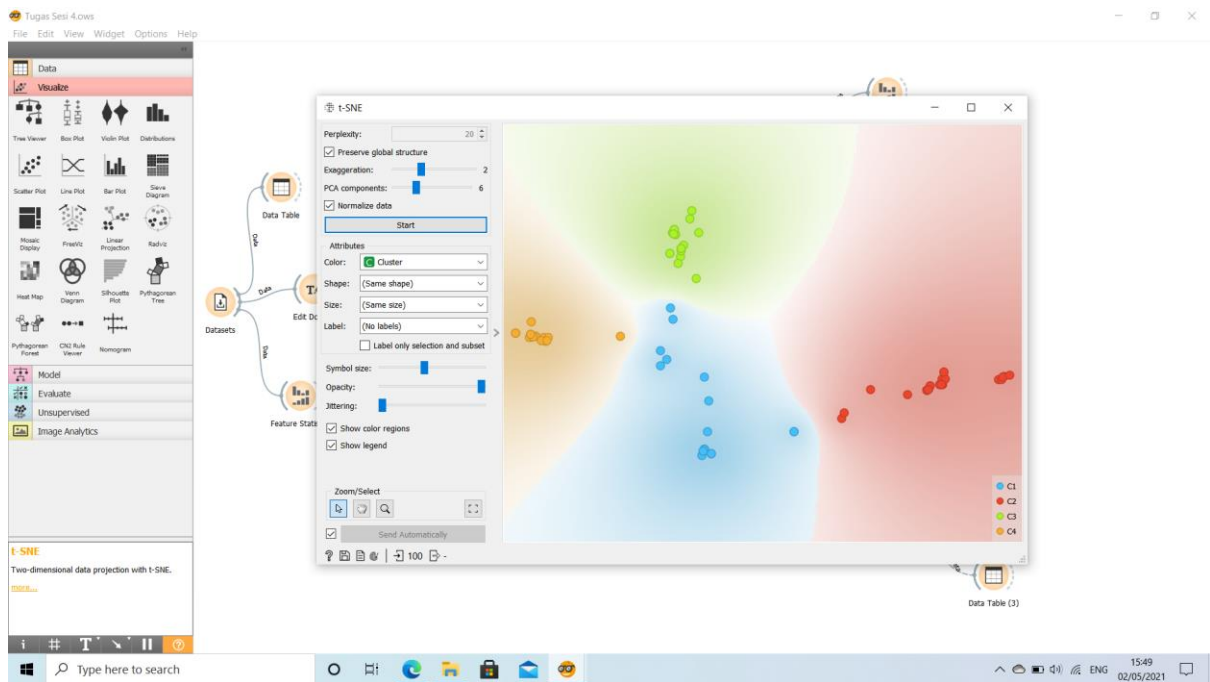 Tugas Sesi 4.ows
File Edit View Widget Options Help
Data
Visualize
Tree Viewer Box Plot Violin Plot Distributions
Scatter Plot Line Plot Bar Plot Sieve Diagram
Mosaic Display FreeViz Linear Projection Radviz
Heat Map Venn Diagram Silhouette Plot Pythagorean Tree
Pythagorean Forest CN2 Rule Viewer Nomogram
Model
Evaluate
Unsupervised
Image Analytics
t-SNE
Two-dimensional data projection with t-SNE.
more...
Data Table
Data
Data
Data
Datasets
Edit Do
Feature Stati
t-SNE
Perplexity: 20
Preserve global structure
Exaggeration: 2
PCA components: 6
Normalize data
Start
Attributes
Color: C Cluster
Shape: (Same shape)
Size: (Same size)
Label: (No labels)
Label only selection and subset
Symbol size:
Opacity:
Jittering:
Show color regions
Show legend
Zoom/Select
Send Automatically
100 -
C1
C2
C3
C4
Data Table (3)
Type here to search
ENG
15:49
02/05/2021